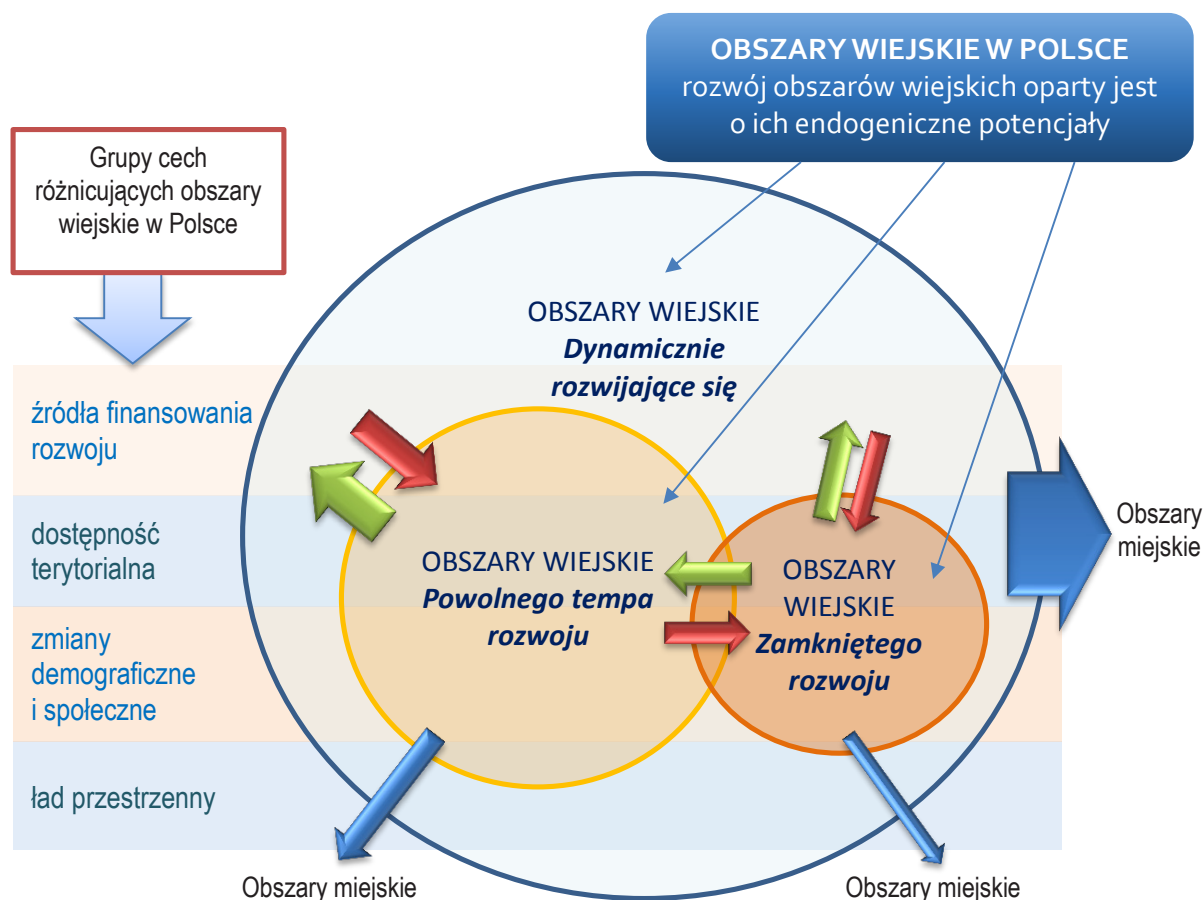 OBSZARY WIEJSKIE W POLSCE
rozwój obszarów wiejskich oparty jest
o ich endogeniczne potencjały
Grupy cech
różnicujących obszary
wiejskie w Polsce
OBSZARY WIEJSKIE
Dynamicznie
rozwijające się
źródła finansowania
rozwoju
dostępność
terytorialna
zmiany
demograficzne
i społeczne
ład przestrzenny
OBSZARY WIEJSKIE
Powolnego tempa
rozwoju
OBSZARY
WIEJSKIE
Zamkniętego
rozwoju
Obszary
miejskie
Obszary miejskie
Obszary miejskie